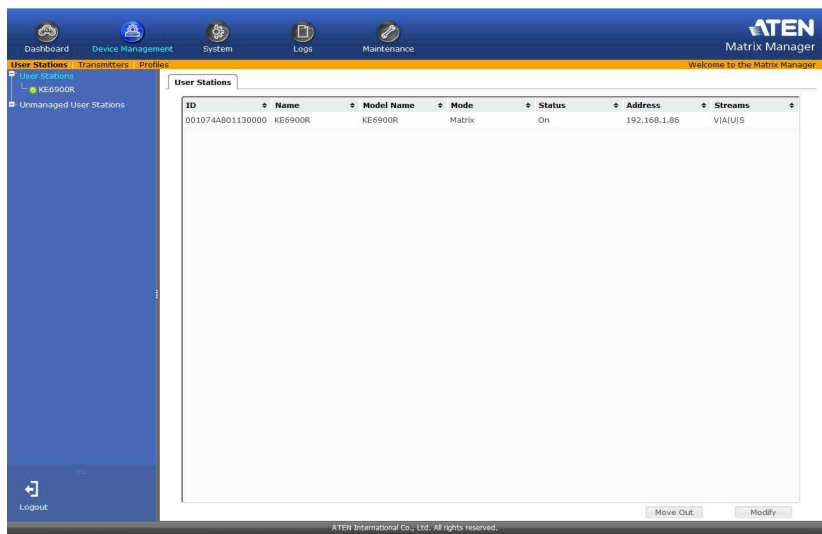 ATEN
Matrix Manager
Dashboard Device Management System Logs Maintenance
User Stations Transmitters Profiles Welcome to the Matrix Manager
User Stations
KE6900R
Unmanaged User Stations
User Stations
ID Name Model Name Mode Status Address Streams
001074A801130000 KE6900R KE6900R Matrix On 192.168.1.86 V|A|U|S
Logout
Move Out Modify
ATEN International Co., Ltd. All rights reserved.